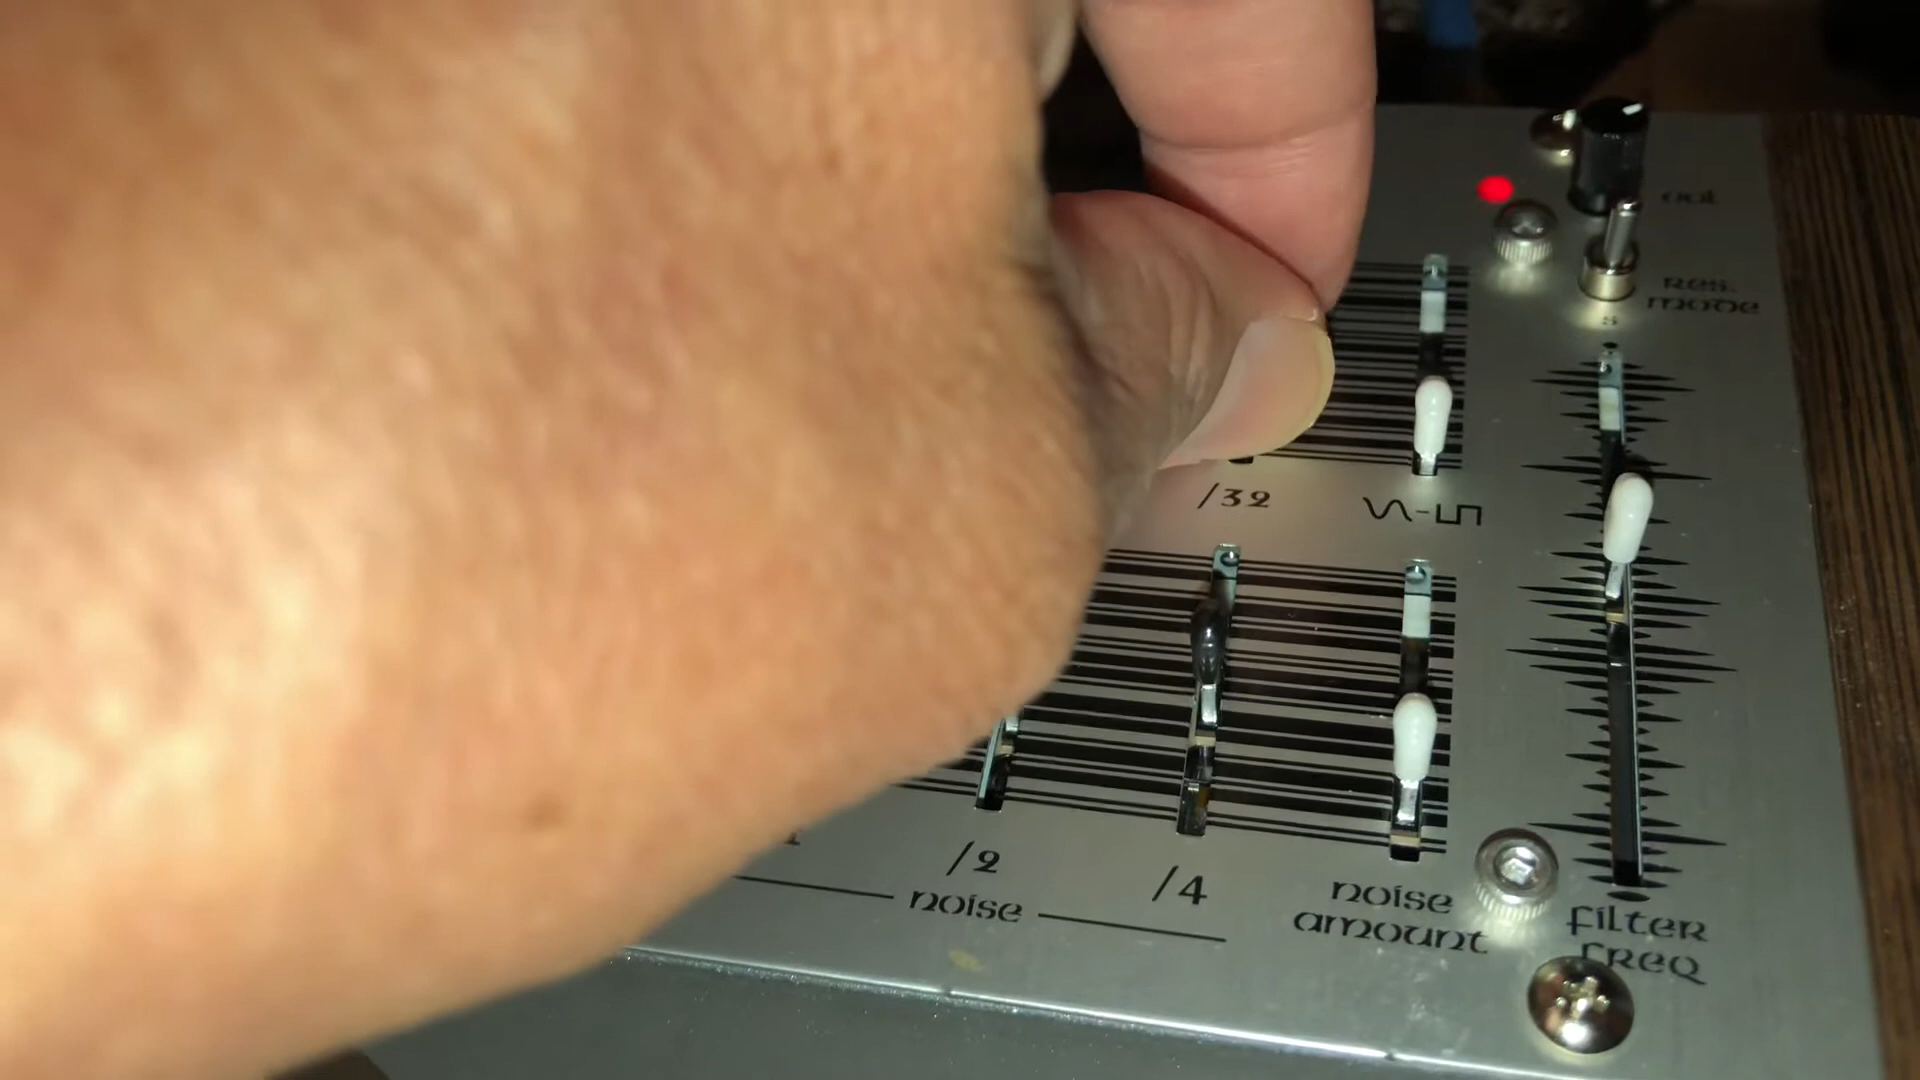 out
res.
mode
s
/32
/2
/4
noise
noise
amount
filter
freq